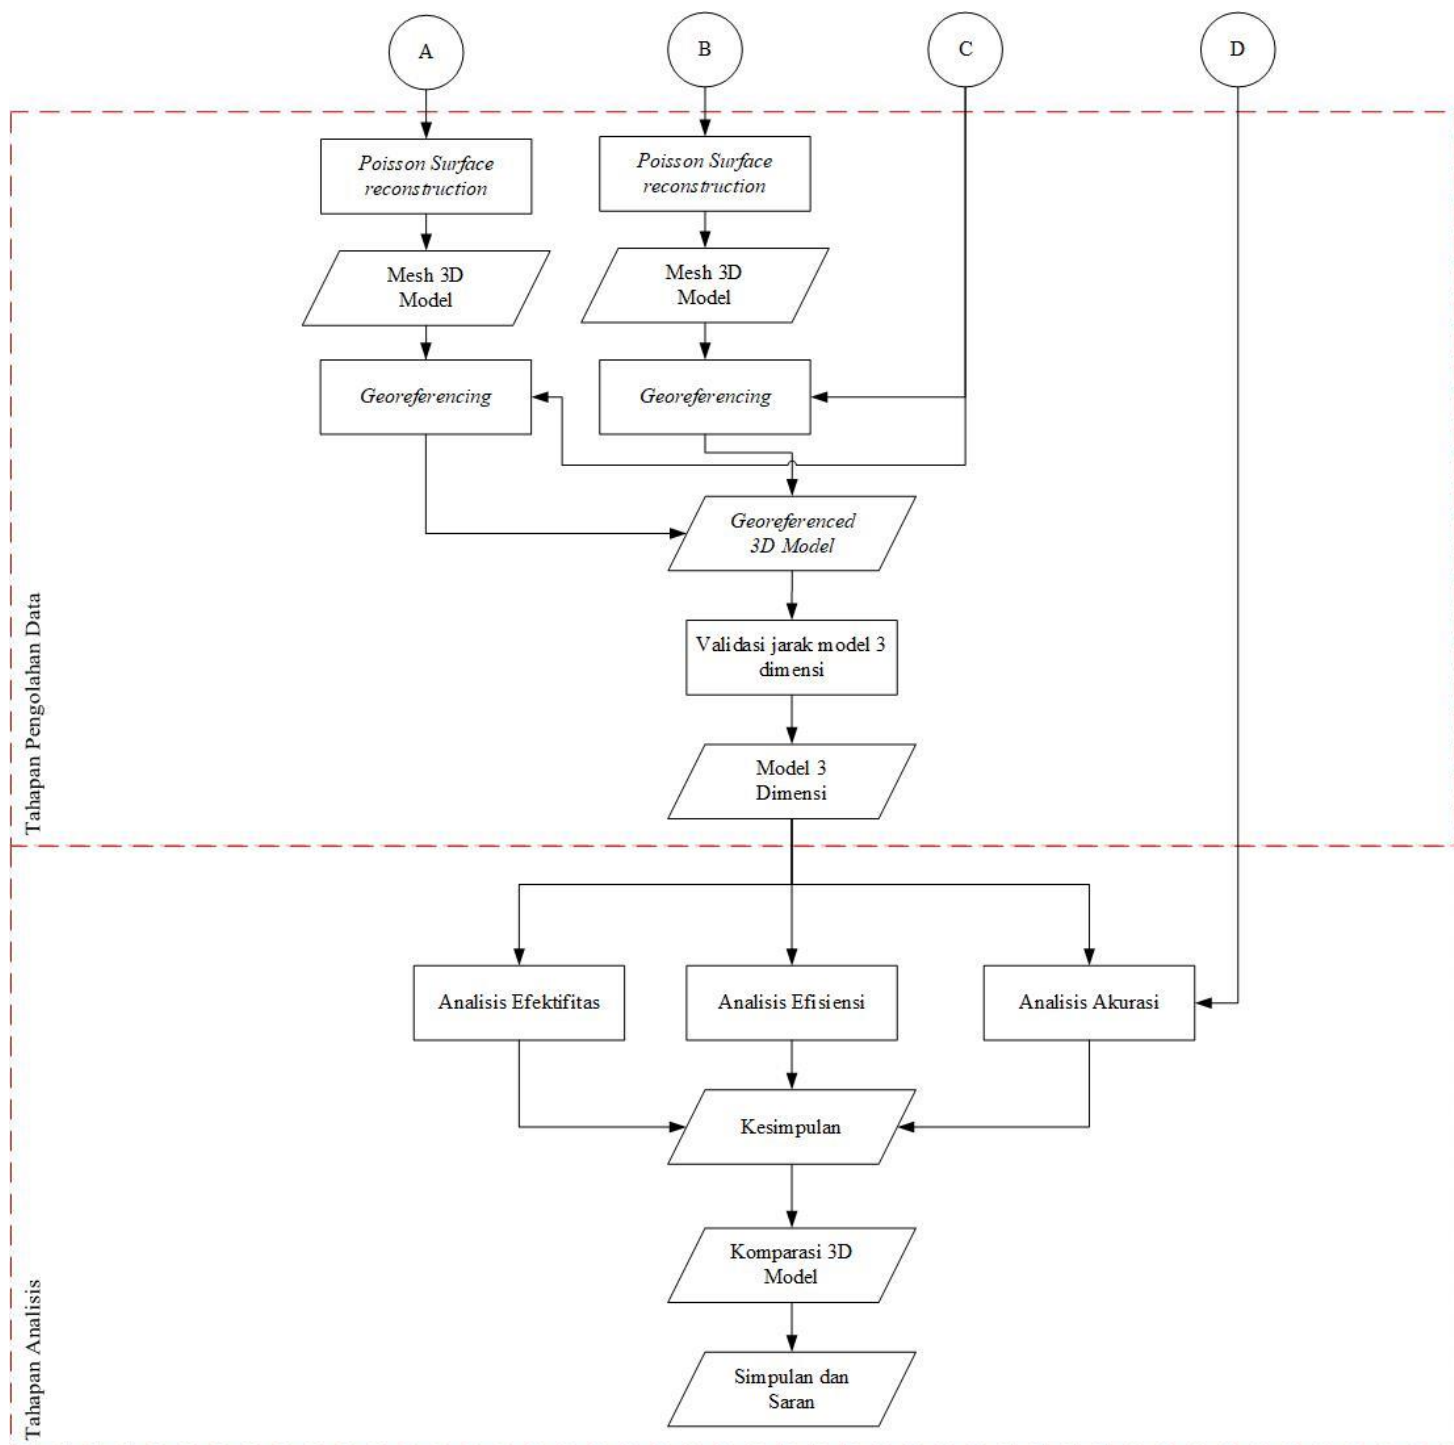 A
B
C
D
Poisson Surface
reconstruction
Poisson Surface
reconstruction
Mesh 3D
Model
Mesh 3D
Model
Georeferencing
Georeferencing
Georeferenced
3D Model
Validasi jarak model 3
dimensi
Model 3
Dimensi
Tahapan Pengolahan Data
Analisis Efektifitas
Analisis Efisiensi
Analisis Akurasi
Kesimpulan
Komparasi 3D
Model
Simpulan dan
Saran
Tahapan Analisis